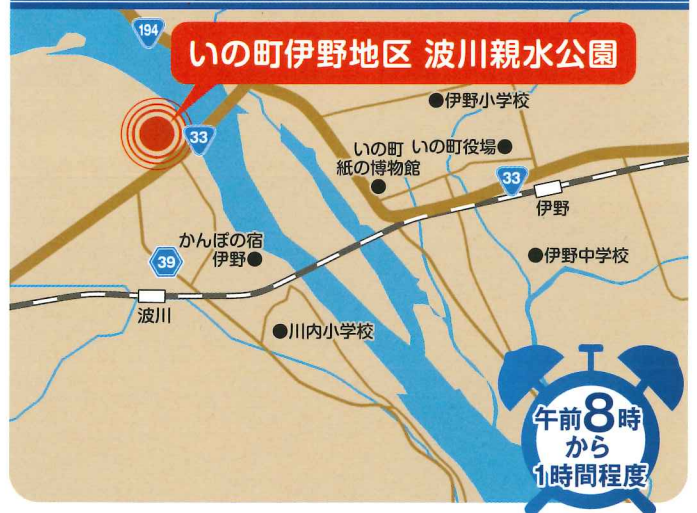 194
いの町伊野地区 波川親水公園
伊野小学校
33
いの町
紙の博物館
いの町役場
33
伊野
かんぽの宿
伊野
39
伊野中学校
波川
川内小学校
午前8時
から
1時間程度